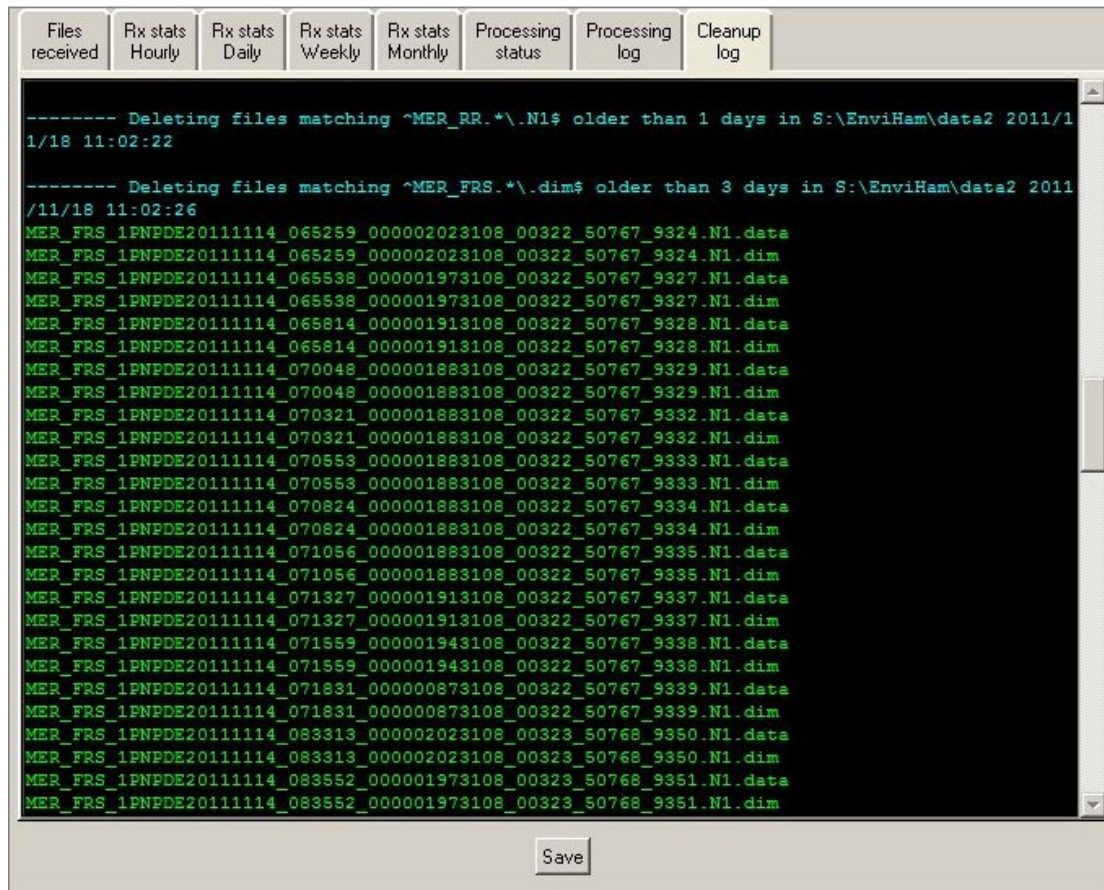 Files received
Rx stats Hourly
Rx stats Daily
Rx stats Weekly
Rx stats Monthly
Processing status
Processing log
Cleanup log
-------- Deleting files matching ^MER_RR.*\.N1$ older than 1 days in S:\EnviHam\data2 2011/1
1/18 11:02:22
-------- Deleting files matching ^MER_FRS.*\.dim$ older than 3 days in S:\EnviHam\data2 2011
/11/18 11:02:26
MER_FRS_1PNPDE20111114_065259_000002023108_00322_50767_9324.N1.data
MER_FRS_1PNPDE20111114_065259_000002023108_00322_50767_9324.N1.dim
MER_FRS_1PNPDE20111114_065538_000001973108_00322_50767_9327.N1.data
MER_FRS_1PNPDE20111114_065538_000001973108_00322_50767_9327.N1.dim
MER_FRS_1PNPDE20111114_065814_000001913108_00322_50767_9328.N1.data
MER_FRS_1PNPDE20111114_065814_000001913108_00322_50767_9328.N1.dim
MER_FRS_1PNPDE20111114_070048_000001883108_00322_50767_9329.N1.data
MER_FRS_1PNPDE20111114_070048_000001883108_00322_50767_9329.N1.dim
MER_FRS_1PNPDE20111114_070321_000001883108_00322_50767_9332.N1.data
MER_FRS_1PNPDE20111114_070321_000001883108_00322_50767_9332.N1.dim
MER_FRS_1PNPDE20111114_070553_000001883108_00322_50767_9333.N1.data
MER_FRS_1PNPDE20111114_070553_000001883108_00322_50767_9333.N1.dim
MER_FRS_1PNPDE20111114_070824_000001883108_00322_50767_9334.N1.data
MER_FRS_1PNPDE20111114_070824_000001883108_00322_50767_9334.N1.dim
MER_FRS_1PNPDE20111114_071056_000001883108_00322_50767_9335.N1.data
MER_FRS_1PNPDE20111114_071056_000001883108_00322_50767_9335.N1.dim
MER_FRS_1PNPDE20111114_071327_000001913108_00322_50767_9337.N1.data
MER_FRS_1PNPDE20111114_071327_000001913108_00322_50767_9337.N1.dim
MER_FRS_1PNPDE20111114_071559_000001943108_00322_50767_9338.N1.data
MER_FRS_1PNPDE20111114_071559_000001943108_00322_50767_9338.N1.dim
MER_FRS_1PNPDE20111114_071831_000000873108_00322_50767_9339.N1.data
MER_FRS_1PNPDE20111114_071831_000000873108_00322_50767_9339.N1.dim
MER_FRS_1PNPDE20111114_083313_000002023108_00323_50768_9350.N1.data
MER_FRS_1PNPDE20111114_083313_000002023108_00323_50768_9350.N1.dim
MER_FRS_1PNPDE20111114_083552_000001973108_00323_50768_9351.N1.data
MER_FRS_1PNPDE20111114_083552_000001973108_00323_50768_9351.N1.dim
Save